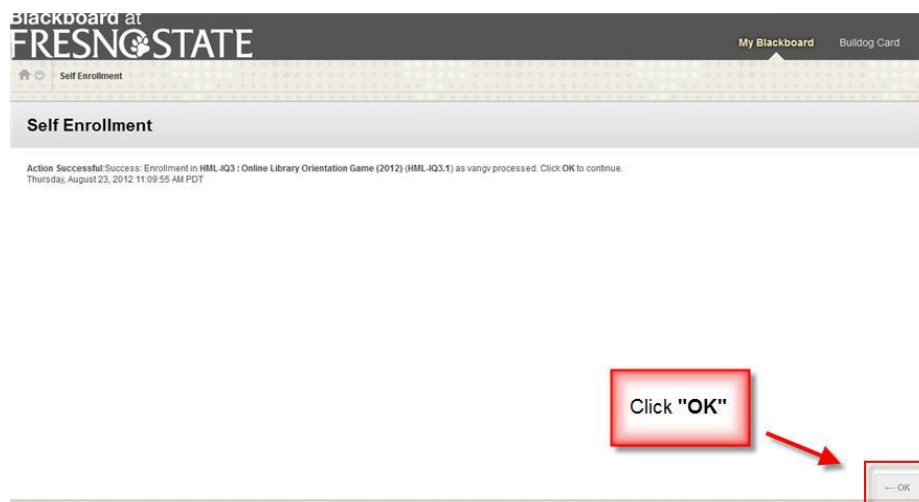 Blackboard at
FRESNO STATE
My Blackboard Bulldog Card
Self Enrollment
Self Enrollment
Action Successful:Success: Enrollment in HML-IQ3 : Online Library Orientation Game (2012) (HML-IQ3.1) as vangv processed. Click OK to continue.
Thursday, August 23, 2012 11:09:55 AM PDT
Click "OK"
← OK